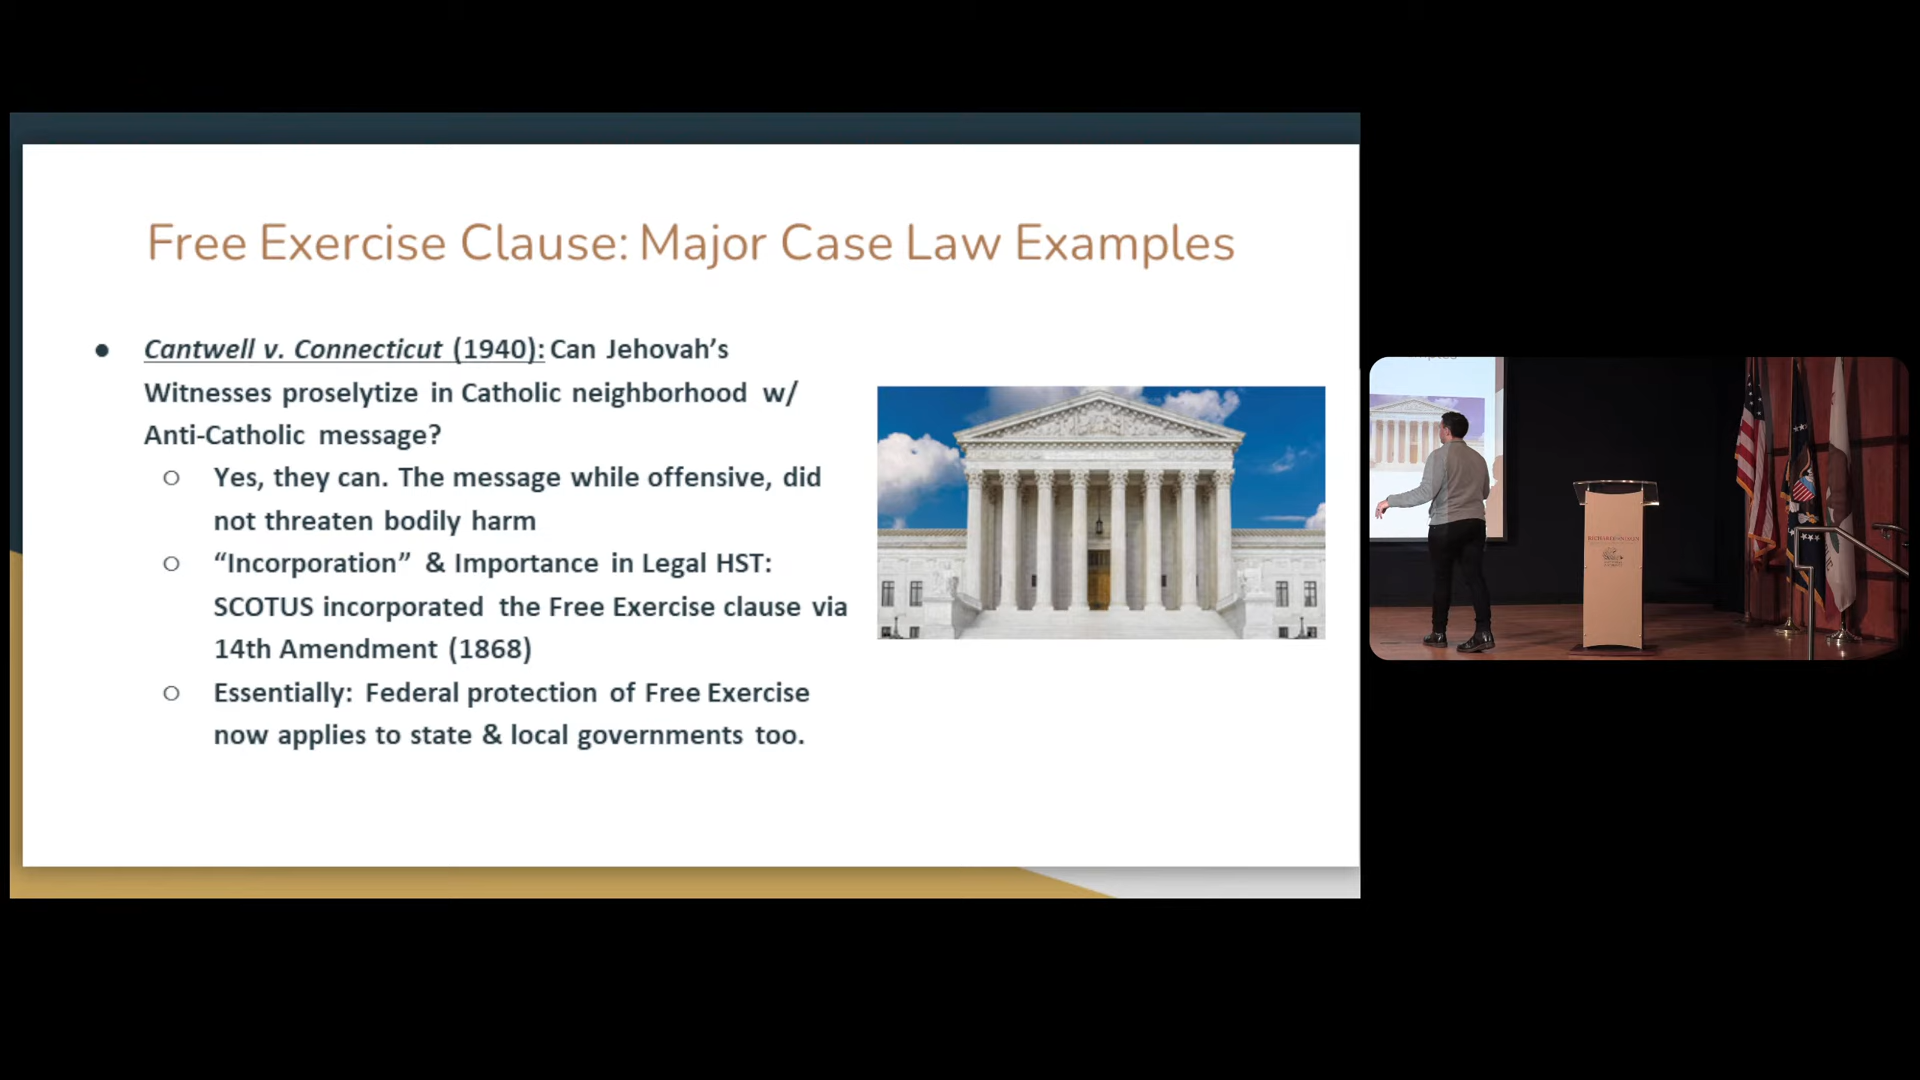 Free Exercise Clause: Major Case Law Examples
● Cantwell v. Connecticut (1940): Can Jehovah’s
Witnesses proselytize in Catholic neighborhood w/
Anti-Catholic message?
○ Yes, they can. The message while offensive, did
not threaten bodily harm
○ “Incorporation” & Importance in Legal HST:
SCOTUS incorporated the Free Exercise clause via
14th Amendment (1868)
○ Essentially: Federal protection of Free Exercise
now applies to state & local governments too.